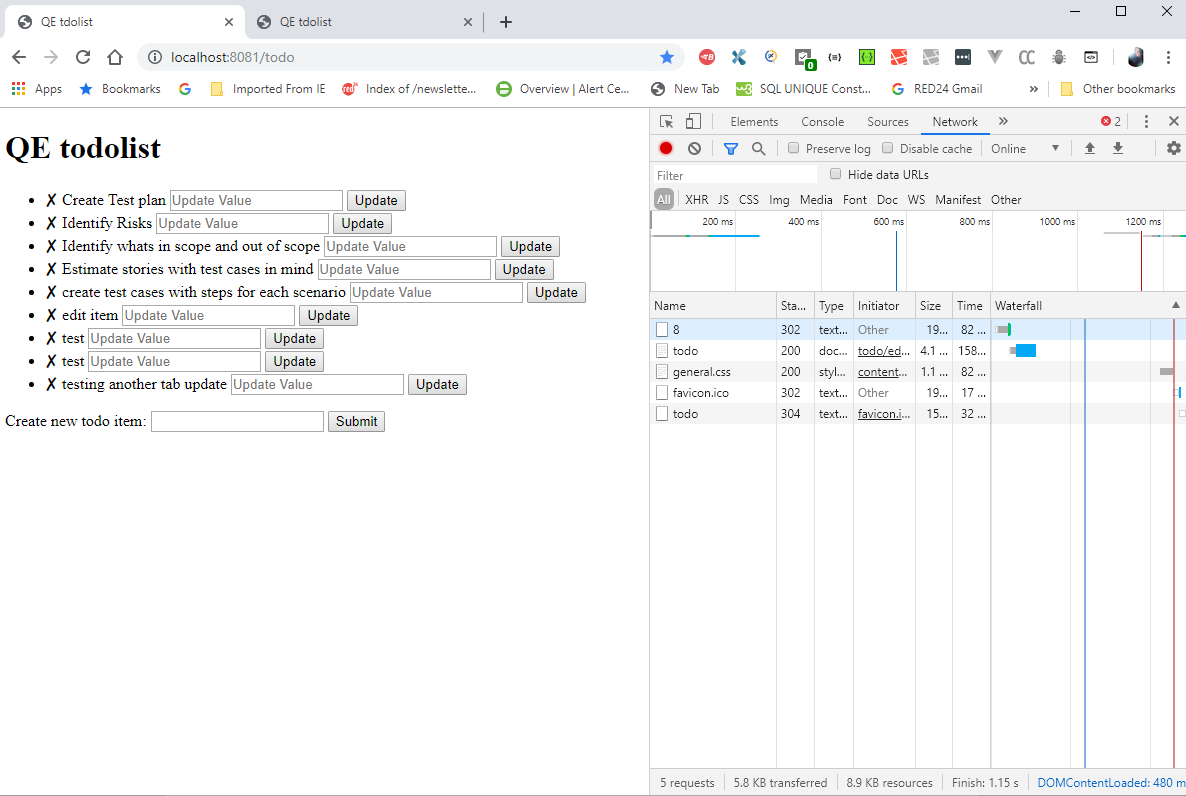 QE tdolist
QE tdolist
localhost:8081/todo
Apps Bookmarks Imported From IE Index of /newslette... Overview | Alert Ce... New Tab SQL UNIQUE Const... RED24 Gmail » Other bookmarks
QE todolist
✗ Create Test plan Update Value Update
✗ Identify Risks Update Value Update
✗ Identify whats in scope and out of scope Update Value Update
✗ Estimate stories with test cases in mind Update Value Update
✗ create test cases with steps for each scenario Update Value Update
✗ edit item Update Value Update
✗ test Update Value Update
✗ test Update Value Update
✗ testing another tab update Update Value Update
Create new todo item: Submit
Elements Console Sources Network » 2
Preserve log Disable cache Online
Filter Hide data URLs
All XHR JS CSS Img Media Font Doc WS Manifest Other
200 ms 400 ms 600 ms 800 ms 1000 ms 1200 ms
Name Sta... Type Initiator Size Time Waterfall
8 302 text... Other 19... 82 ...
todo 200 doc... todo/ed... 4.1 ... 158...
general.css 200 styl... content... 1.1 ... 82 ...
favicon.ico 302 text... Other 19... 17 ...
todo 304 text... favicon.i... 15... 32 ...
5 requests 5.8 KB transferred 8.9 KB resources Finish: 1.15 s DOMContentLoaded: 480 m